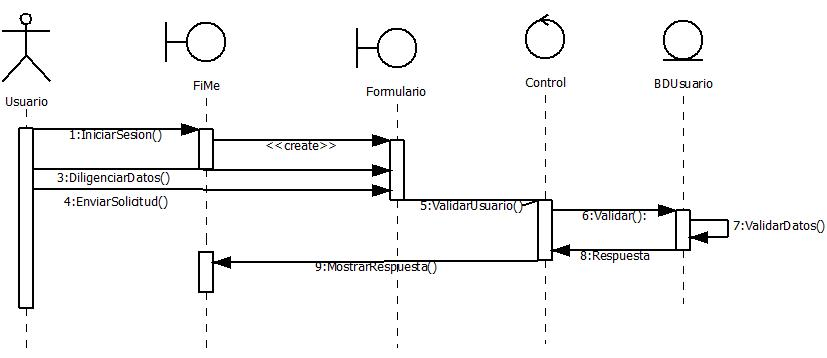 Usuario
FiMe
Formulario
Control
BDUsuario
1:IniciarSesion()
<<create>>
3:DiligenciarDatos()
4:EnviarSolicitud()
5:ValidarUsuario()
6:Validar():
7:ValidarDatos()
8:Respuesta
9:MostrarRespuesta()